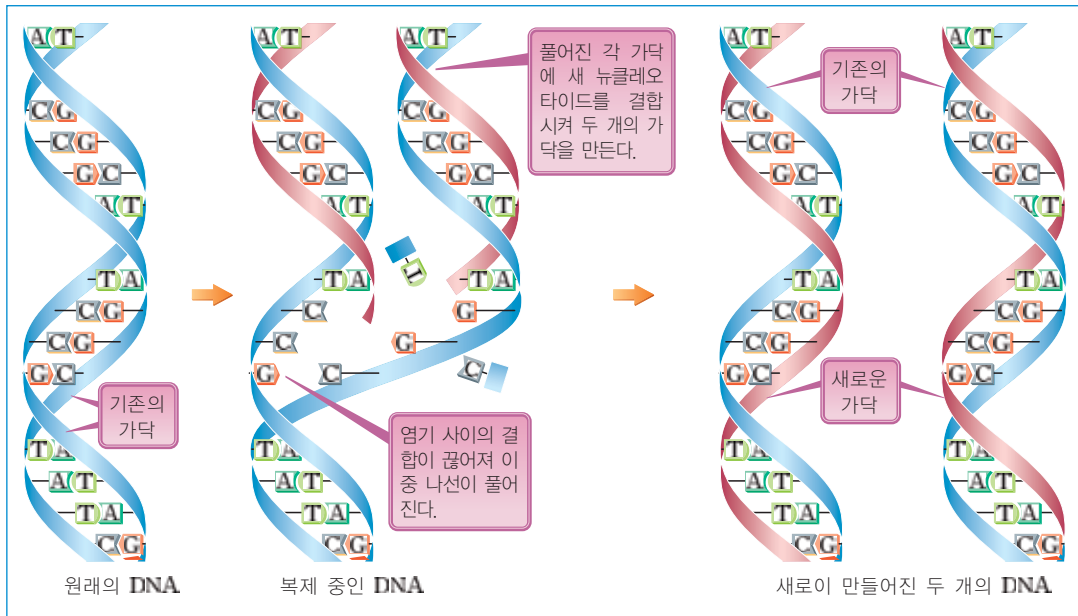 A T
C G
C G
G C
A T
T A
C G
C G
G C
T A
A T
T A
C G
기존의
가닥
원래의 DNA
A T
C G
C G
G C
A T
T A
C
C
G
A T
C G
C G
G C
A T
T A
G
G
C
T
C
T A
A T
T A
C G
풀어진 각 가닥
에 새 뉴클레오
타이드를 결합
시켜 두 개의 가
닥을 만든다.
염기 사이의 결
합이 끊어져 이
중 나선이 풀어
진다.
복제 중인 DNA
A T
C G
C G
G C
A T
T A
C G
C G
G C
T A
A T
T A
C G
기존의
가닥
새로운
가닥
A T
C G
C G
G C
A T
T A
C G
C G
G C
T A
A T
T A
C G
새로이 만들어진 두 개의 DNA